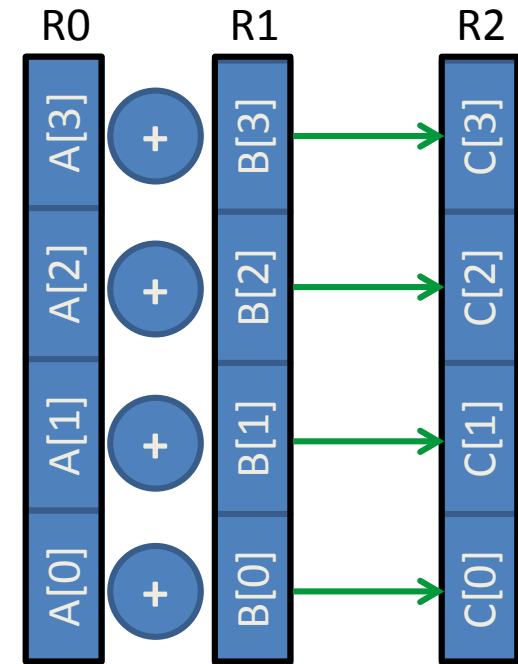 R0 R1 R2
A[3] + B[3] C[3]
A[2] + B[2] C[2]
A[1] + B[1] C[1]
A[0] + B[0] C[0]